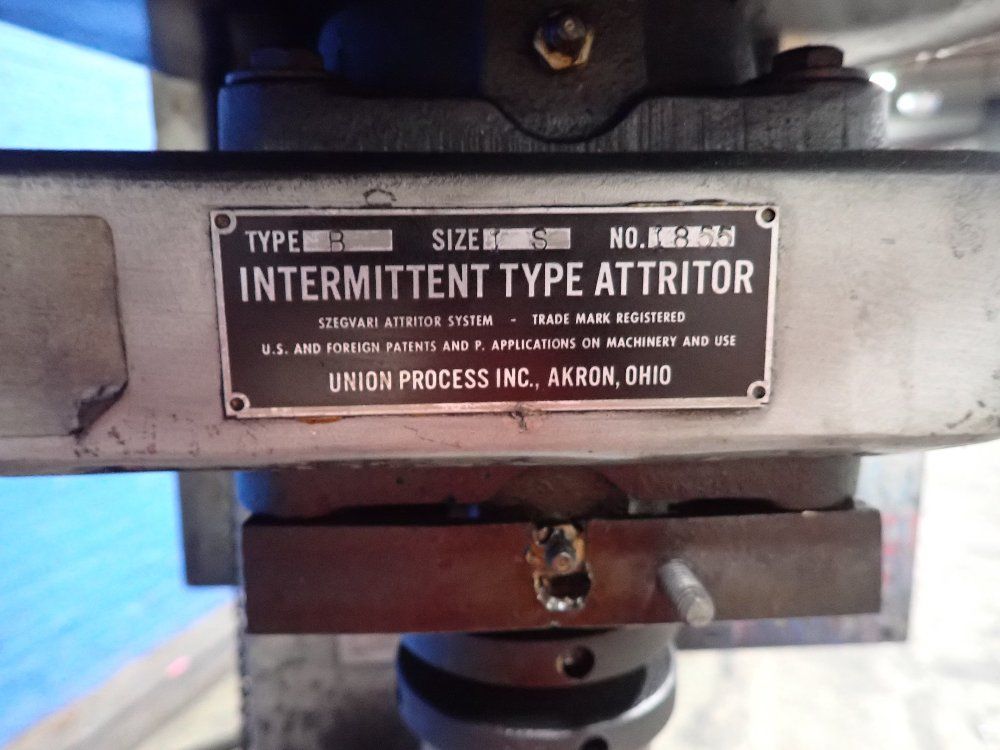 TYPE B SIZE 1 S NO. 1855
INTERMITTENT TYPE ATTRITOR
SZEGVARI ATTRITOR SYSTEM - TRADE MARK REGISTERED
U.S. AND FOREIGN PATENTS AND P. APPLICATIONS ON MACHINERY AND USE
UNION PROCESS INC., AKRON, OHIO